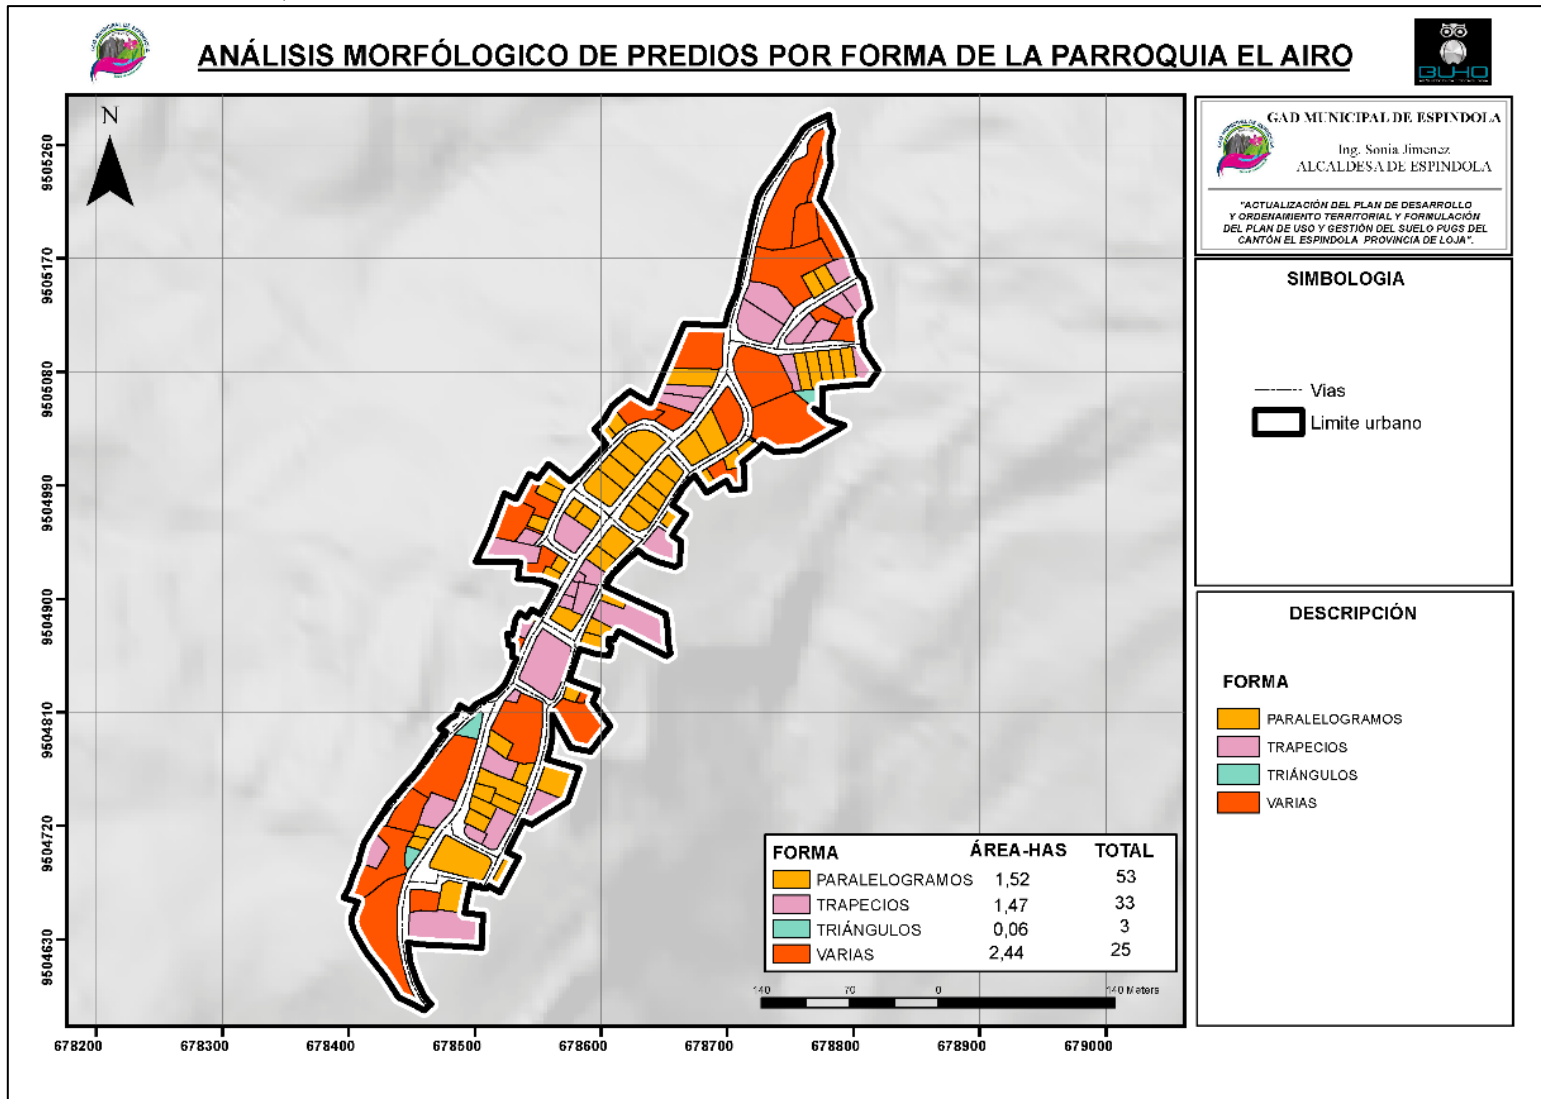 ANÁLISIS MORFÓLOGICO DE PREDIOS POR FORMA DE LA PARROQUIA EL AIRO
BUHO
N
GAD MUNICIPAL DE ESPINDOLA
Ing. Sonia Jimenez
ALCALDESA DE ESPINDOLA
"ACTUALIZACIÓN DEL PLAN DE DESARROLLO
Y ORDENAMIENTO TERRITORIAL Y FORMULACIÓN
DEL PLAN DE USO Y GESTIÓN DEL SUELO PUGS DEL
CANTÓN EL ESPINDOLA PROVINCIA DE LOJA".
SIMBOLOGIA
Vias
Limite urbano
DESCRIPCIÓN
FORMA
PARALELOGRAMOS
TRAPECIOS
TRIÁNGULOS
VARIAS
FORMA ÁREA-HAS TOTAL
PARALELOGRAMOS 1,52 53
TRAPECIOS 1,47 33
TRIÁNGULOS 0,06 3
VARIAS 2,44 25
140 70 0 140 Meters
9505260
9505170
9505080
9504990
9504900
9504810
9504720
9504630
678200 678300 678400 678500 678600 678700 678800 678900 679000